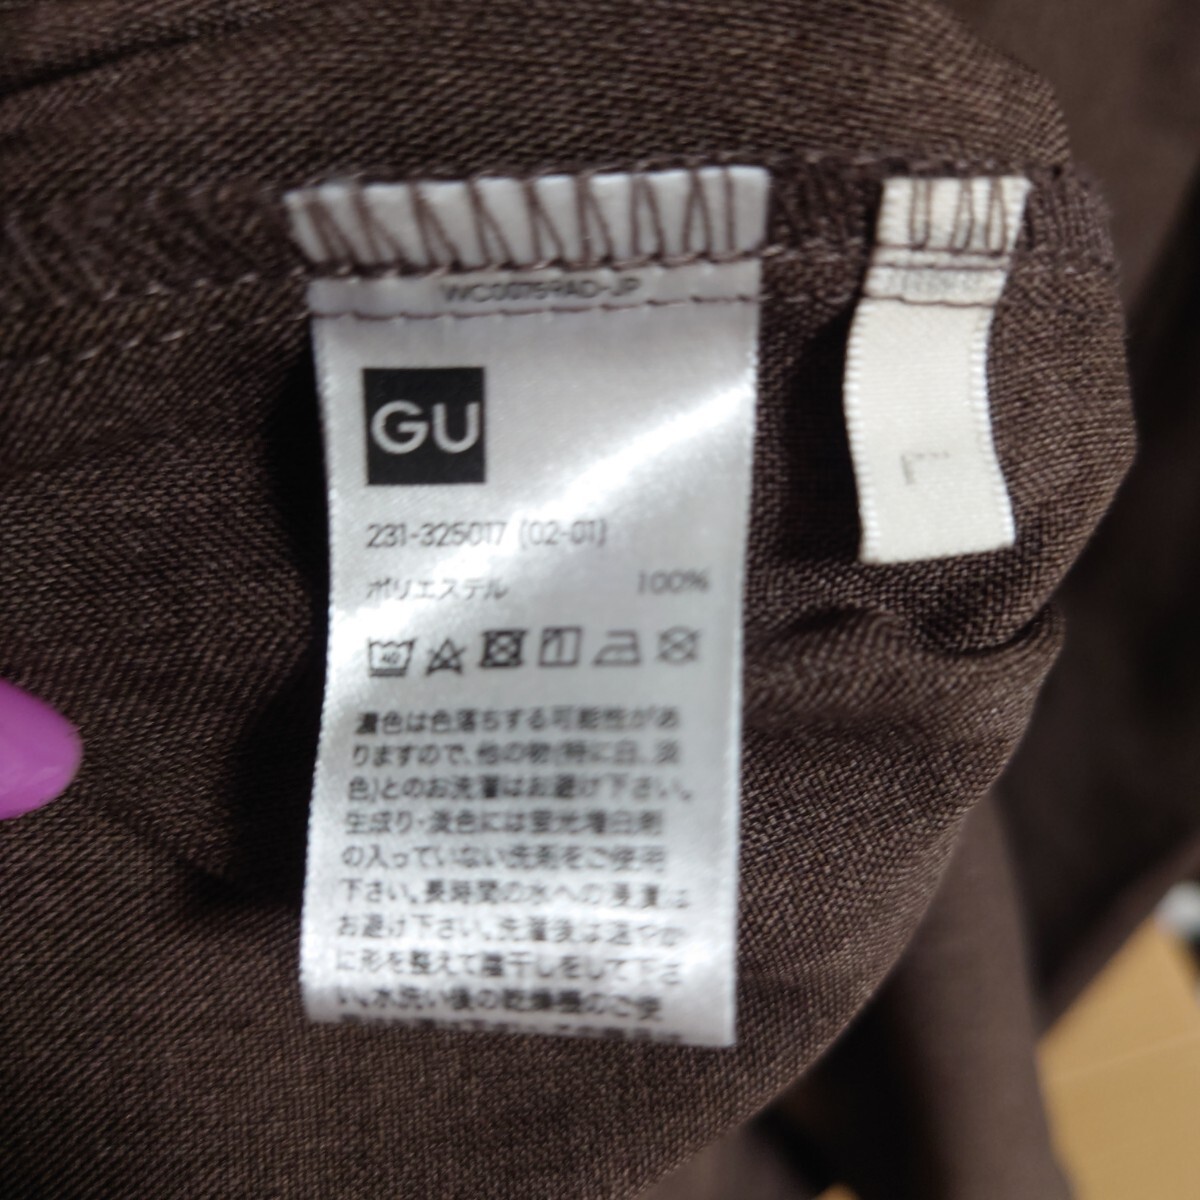 GU
231-325017 (02-01)
ポリエステル 100%
40
濃色は色落ちする可能性があ
りますので、他の物(特に白、淡
色)とのお洗濯はお避け下さい。
生成り・淡色には蛍光増白剤
の入っていない洗剤をご使用
下さい。長時間の水への浸漬は
お避け下さい。洗濯後は速やか
に形を整えて陰干しをして下さ
い。水洗い後の乾燥機のご使
L